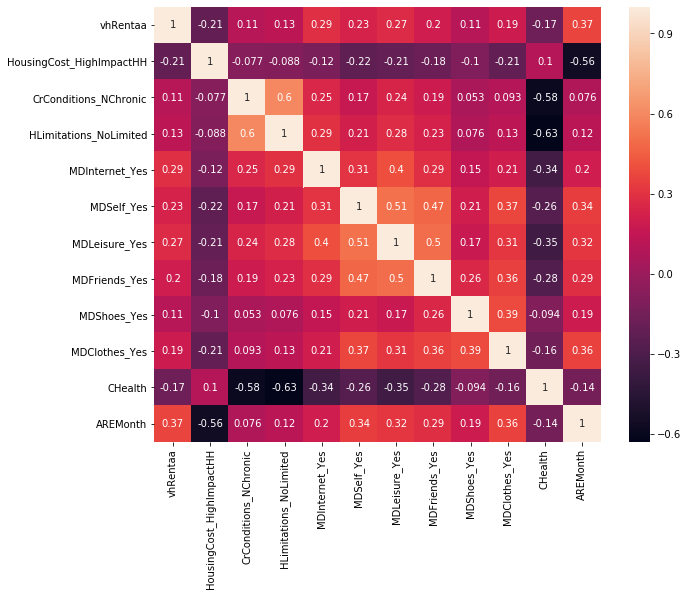 vhRentaa 1 -0.21 0.11 0.13 0.29 0.23 0.27 0.2 0.11 0.19 -0.17 0.37
HousingCost_HighImpactHH -0.21 1 -0.077 -0.088 -0.12 -0.22 -0.21 -0.18 -0.1 -0.21 0.1 -0.56
CrConditions_NChronic 0.11 -0.077 1 0.6 0.25 0.17 0.24 0.19 0.053 0.093 -0.58 0.076
HLimitations_NoLimited 0.13 -0.088 0.6 1 0.29 0.21 0.28 0.23 0.076 0.13 -0.63 0.12
MDInternet_Yes 0.29 -0.12 0.25 0.29 1 0.31 0.4 0.29 0.15 0.21 -0.34 0.2
MDSelf_Yes 0.23 -0.22 0.17 0.21 0.31 1 0.51 0.47 0.21 0.37 -0.26 0.34
MDLeisure_Yes 0.27 -0.21 0.24 0.28 0.4 0.51 1 0.5 0.17 0.31 -0.35 0.32
MDFriends_Yes 0.2 -0.18 0.19 0.23 0.29 0.47 0.5 1 0.26 0.36 -0.28 0.29
MDShoes_Yes 0.11 -0.1 0.053 0.076 0.15 0.21 0.17 0.26 1 0.39 -0.094 0.19
MDClothes_Yes 0.19 -0.21 0.093 0.13 0.21 0.37 0.31 0.36 0.39 1 -0.16 0.36
CHealth -0.17 0.1 -0.58 -0.63 -0.34 -0.26 -0.35 -0.28 -0.094 -0.16 1 -0.14
AREMonth 0.37 -0.56 0.076 0.12 0.2 0.34 0.32 0.29 0.19 0.36 -0.14 1
vhRentaa
HousingCost_HighImpactHH
CrConditions_NChronic
HLimitations_NoLimited
MDInternet_Yes
MDSelf_Yes
MDLeisure_Yes
MDFriends_Yes
MDShoes_Yes
MDClothes_Yes
CHealth
AREMonth
0.9
0.6
0.3
0.0
−0.3
−0.6